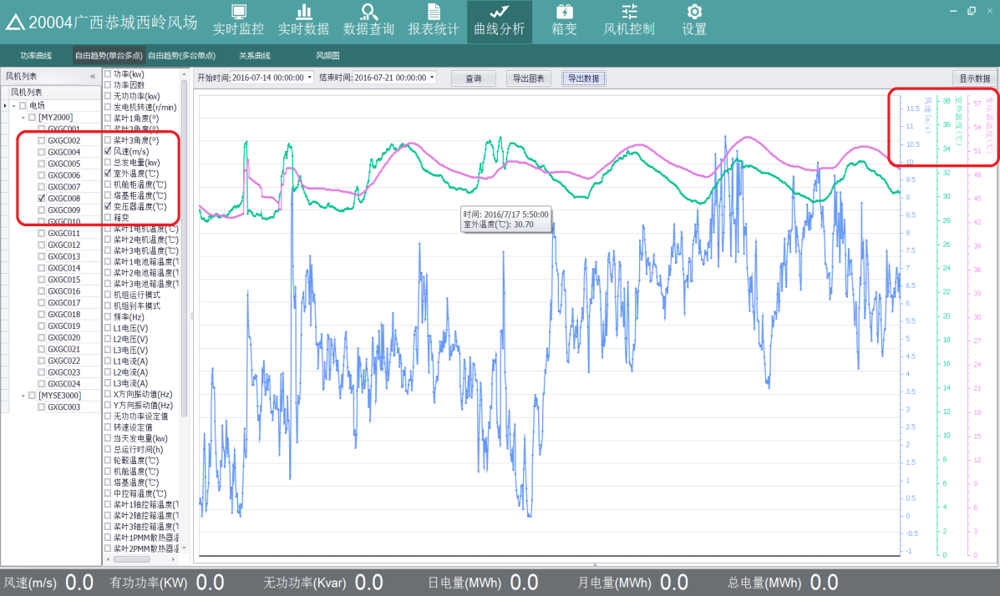 20004广西恭城西岭风场
实时监控 实时数据 数据查询 报表统计 曲线分析 箱变 风机控制 设置
功率曲线 自由趋势(单台多点) 自由趋势(多台单点) 关系曲线 风频图
风机列表 «
风机列表
电场
[MY2000]
GXGC001
GXGC002
GXGC004
GXGC005
GXGC006
GXGC007
GXGC008
GXGC009
GXGC010
GXGC011
GXGC012
GXGC013
GXGC014
GXGC015
GXGC016
GXGC017
GXGC018
GXGC019
GXGC020
GXGC021
GXGC022
GXGC023
GXGC024
[MYSE3000]
GXGC003
功率(kw)
功率因数
无功功率(kw)
发电机转速(r/min)
桨叶1角度(º)
桨叶2角度(º)
桨叶3角度(º)
风速(m/s)
总发电量(kw)
室外温度(℃)
机舱柜温度(℃)
塔基柜温度(℃)
变压器温度(℃)
箱变
桨叶1电机温度(℃)
桨叶2电机温度(℃)
桨叶3电机温度(℃)
桨叶1电池箱温度(℃
桨叶2电池箱温度(℃
桨叶3电池箱温度(℃
机组运行模式
机组刹车模式
频率(Hz)
L1电压(V)
L2电压(V)
L3电压(V)
L1电流(A)
L2电流(A)
L3电流(A)
X方向振动值(Hz)
Y方向振动值(Hz)
无功功率设定值
转速设定值
当天发电量(kw)
总运行时间(h)
轮毂温度(℃)
机舱温度(℃)
塔基温度(℃)
中控箱温度(℃)
桨叶1轴控箱温度(℃
桨叶2轴控箱温度(℃
桨叶3轴控箱温度(℃
桨叶1PMM散热器温
桨叶2PMM散热器温
开始时间: 2016-07-14 00:00:00 结束时间: 2016-07-21 00:00:00 查询 导出图表 导出数据 显示数据
时间: 2016/7/17 5:50:00
室外温度(℃): 30.70
风速(m/s)
11.5
11
10.5
10
9.5
9
8.5
8
7.5
7
6.5
6
5.5
5
4.5
4
3.5
3
2.5
2
1.5
1
0.5
0
-0.5
-1
室外温度(℃)
38
36
34
32
30
28
26
24
22
20
18
16
14
12
10
8
6
4
2
0
变压器温度(℃)
57
54
51
48
45
42
39
36
33
30
27
24
21
18
15
12
9
6
3
0
风速(m/s) 0.0 有功功率(KW) 0.0 无功功率(Kvar) 0.0 日电量(MWh) 0.0 月电量(MWh) 0.0 总电量(MWh) 0.0